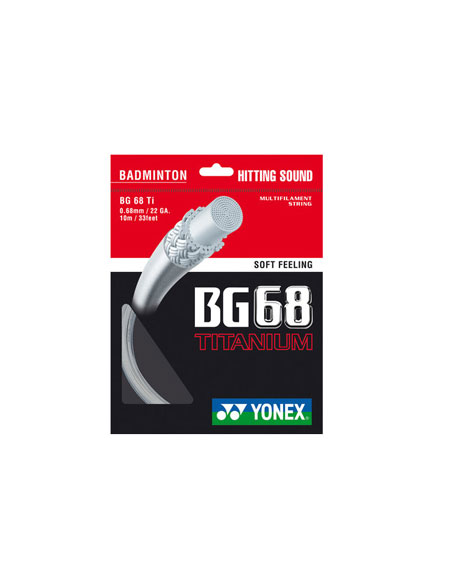 BADMINTON
HITTING SOUND
BG 68 Ti
0.68mm / 22 GA.
10m / 33feet
MULTIFILAMENT
STRING
SOFT FEELING
BG68
TITANIUM
YONEX